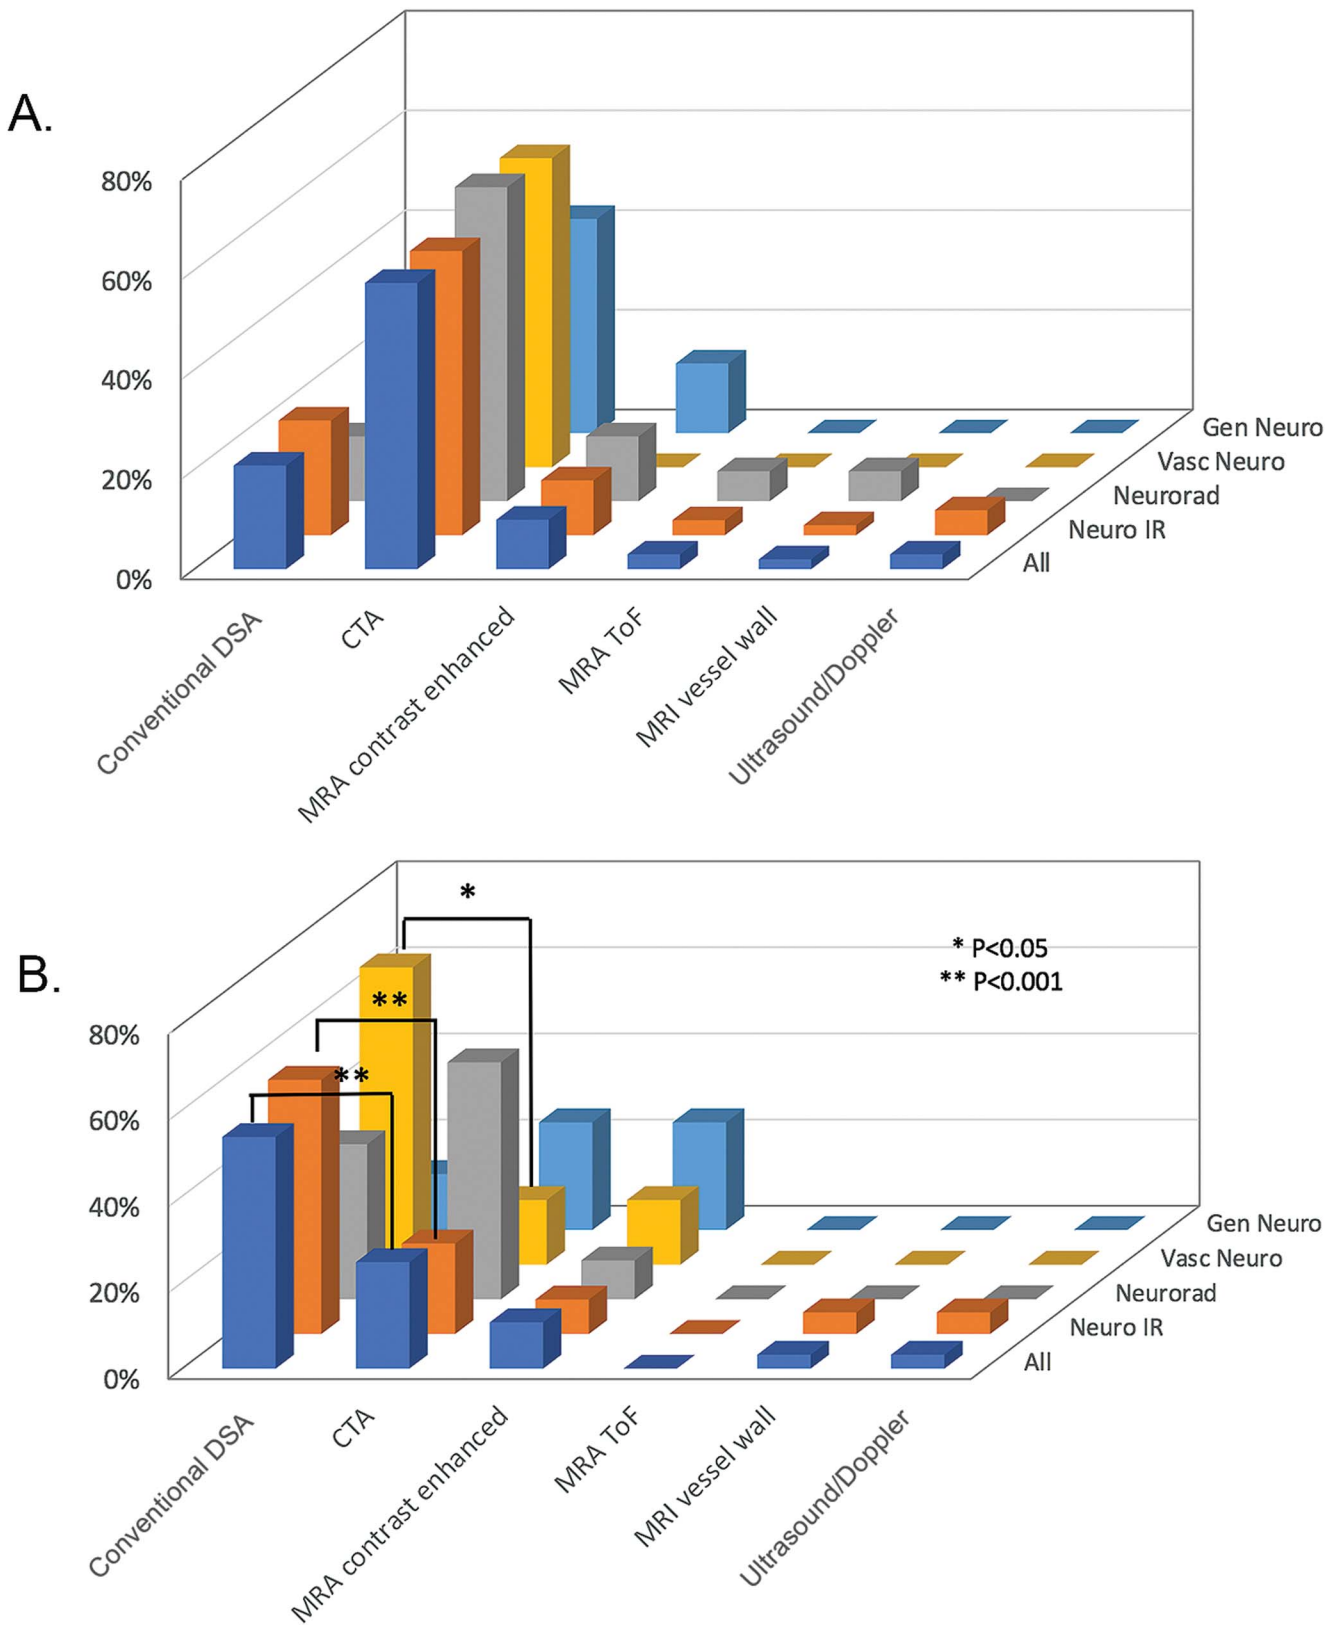 A.
80%
60%
40%
20%
0%
Gen Neuro
Vasc Neuro
Neurorad
Neuro IR
All
Conventional DSA
CTA
MRA contrast enhanced
MRA ToF
MRI vessel wall
Ultrasound/Doppler
B.
*
* P<0.05
** P<0.001
**
**
80%
60%
40%
20%
0%
Gen Neuro
Vasc Neuro
Neurorad
Neuro IR
All
Conventional DSA
CTA
MRA contrast enhanced
MRA ToF
MRI vessel wall
Ultrasound/Doppler